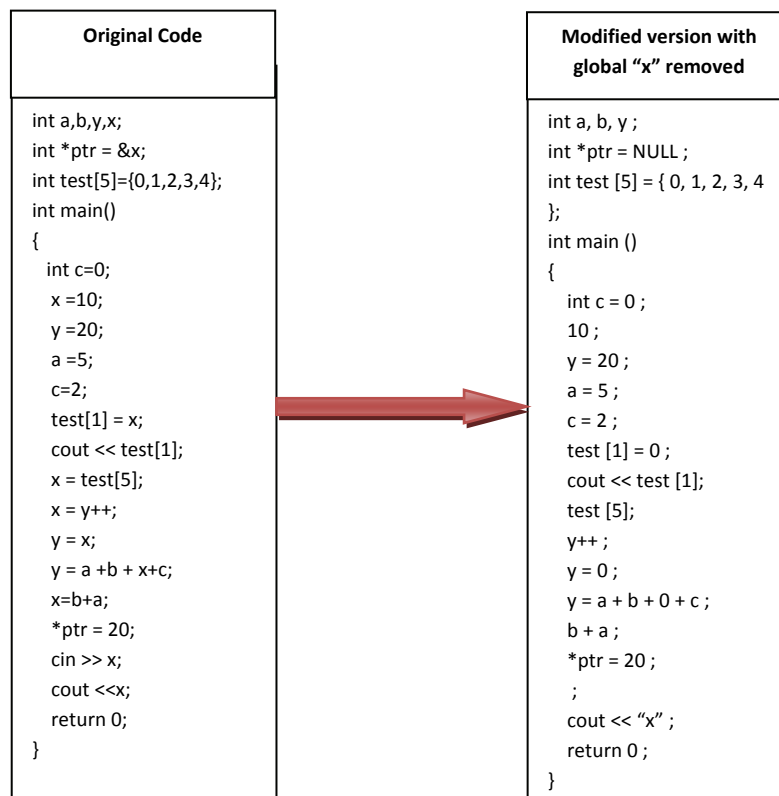 Original Code
int a,b,y,x;
int *ptr = &x;
int test[5]={0,1,2,3,4};
int main()
{
int c=0;
x =10;
y =20;
a =5;
c=2;
test[1] = x;
cout << test[1];
x = test[5];
x = y++;
y = x;
y = a +b + x+c;
x=b+a;
*ptr = 20;
cin >> x;
cout <<x;
return 0;
}
Modified version with
global “x” removed
int a, b, y ;
int *ptr = NULL ;
int test [5] = { 0, 1, 2, 3, 4
};
int main ()
{
int c = 0 ;
10 ;
y = 20 ;
a = 5 ;
c = 2 ;
test [1] = 0 ;
cout << test [1];
test [5];
y++ ;
y = 0 ;
y = a + b + 0 + c ;
b + a ;
*ptr = 20 ;
;
cout << “x” ;
return 0 ;
}